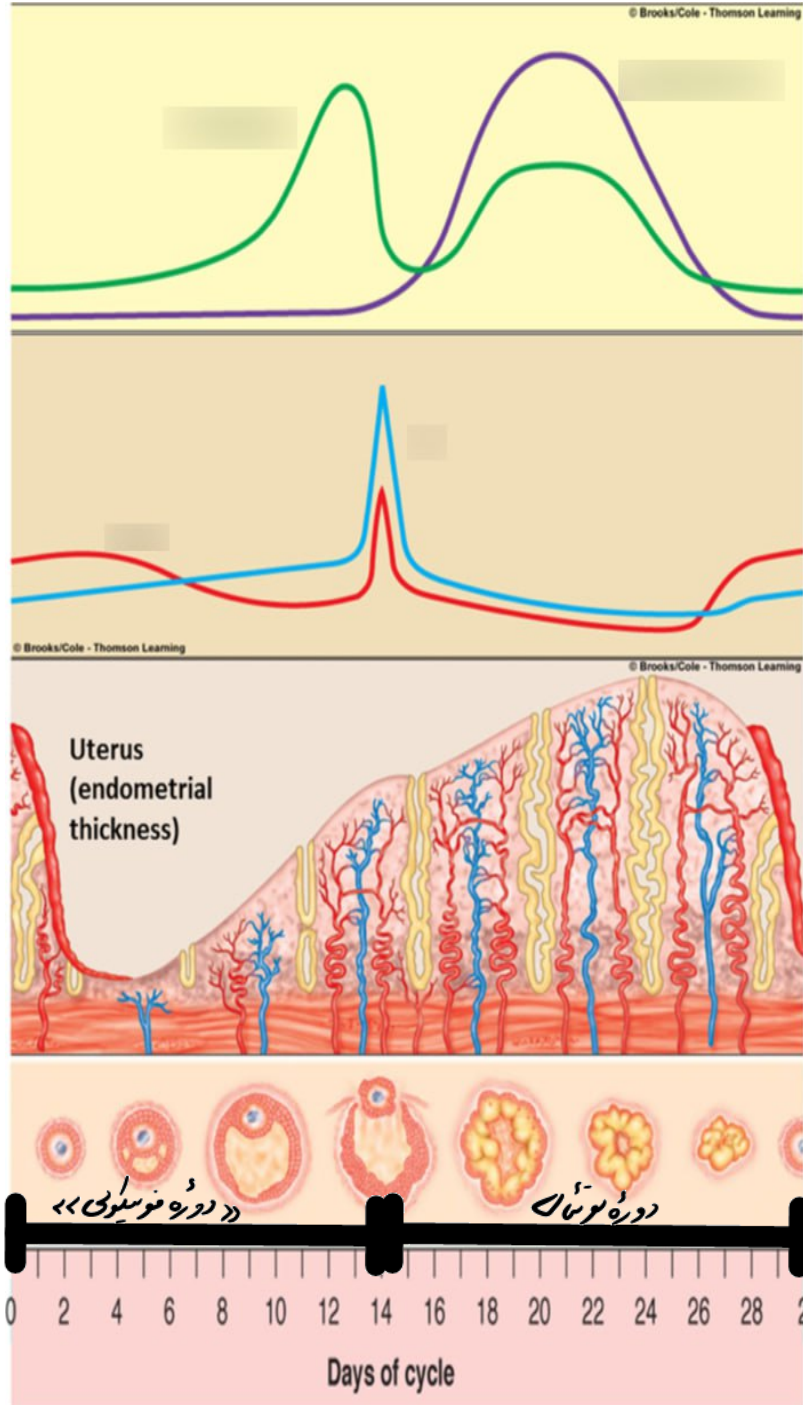 © Brooks/Cole - Thomson Learning
© Brooks/Cole - Thomson Learning
© Brooks/Cole - Thomson Learning
Uterus
(endometrial
thickness)
دورهٔ
دورهٔ لوتئال
0 2 4 6 8 10 12 14 16 18 20 22 24 26 28 2
Days of cycle